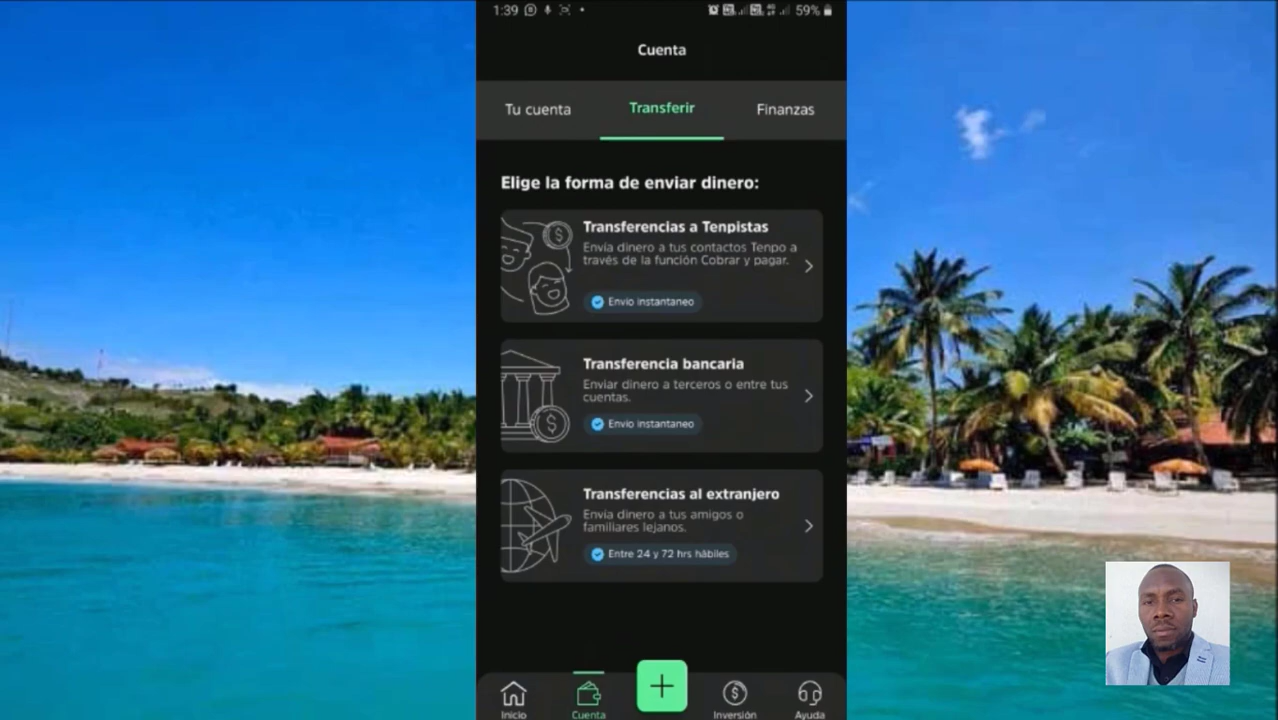 1:39
59%
Cuenta
Tu cuenta
Transferir
Finanzas
Elige la forma de enviar dinero:
Transferencias a Tenpistas
Envía dinero a tus contactos Tenpo a
través de la función Cobrar y pagar.
Envío instantaneo
Transferencia bancaria
Enviar dinero a terceros o entre tus
cuentas.
Envío instantaneo
Transferencias al extranjero
Envía dinero a tus amigos o
familiares lejanos.
Entre 24 y 72 hrs hábiles
Inicio
Cuenta
Inversión
Ayuda